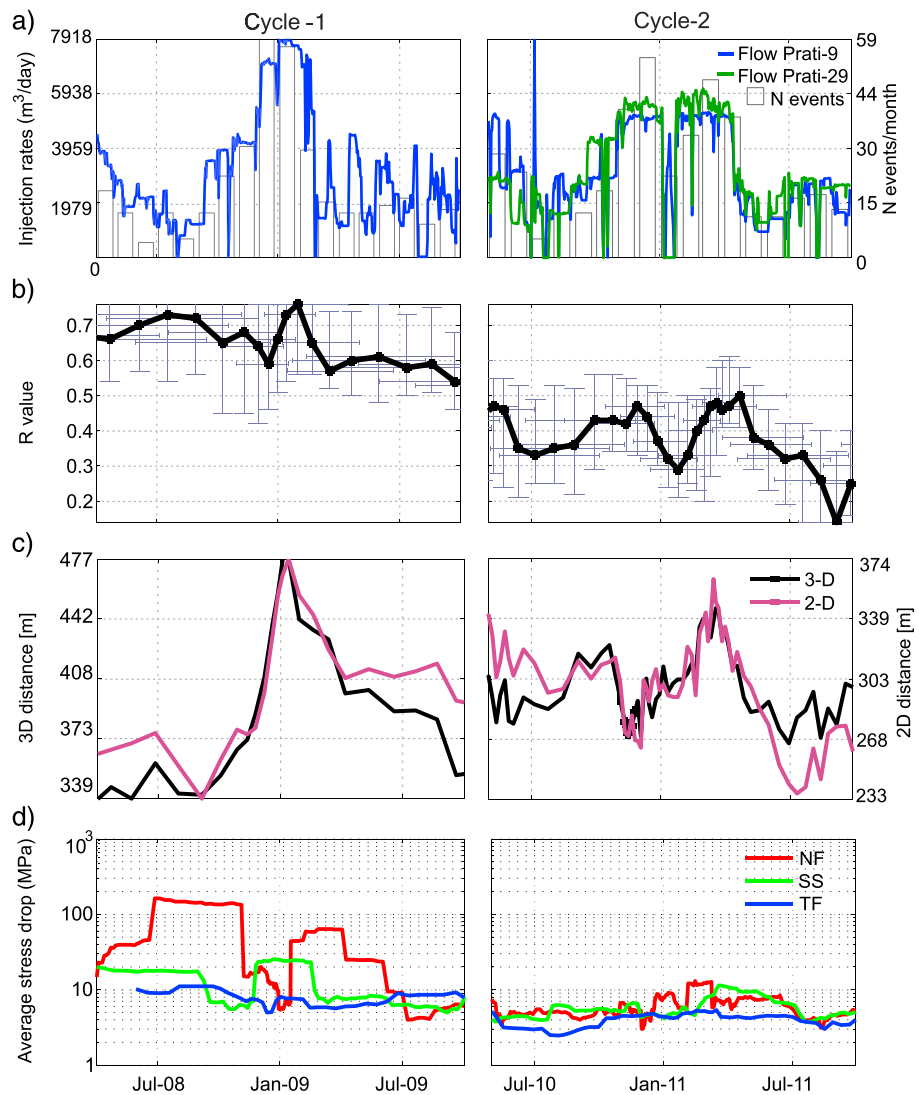 a)
Cycle -1
Cycle-2
Injection rates (m³/day)
7918
5938
3959
1979
0
Flow Prati-9
Flow Prati-29
N events
59
44
30
15
0
N events/month
b)
R value
0.7
0.6
0.5
0.4
0.3
0.2
c)
3D distance [m]
477
442
408
373
339
3-D
2-D
374
339
303
268
233
2D distance [m]
d)
Average stress drop (MPa)
10³
100
10
1
NF
SS
TF
Jul-08
Jan-09
Jul-09
Jul-10
Jan-11
Jul-11